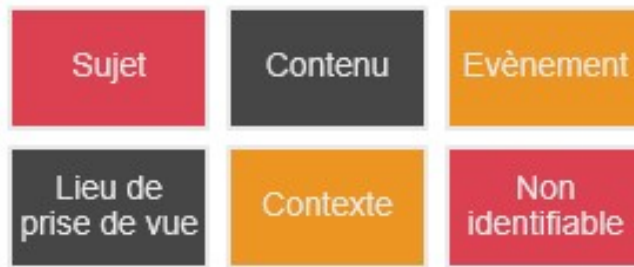 Sujet
Contenu
Evènement
Lieu de
prise de vue
Contexte
Non
identifiable